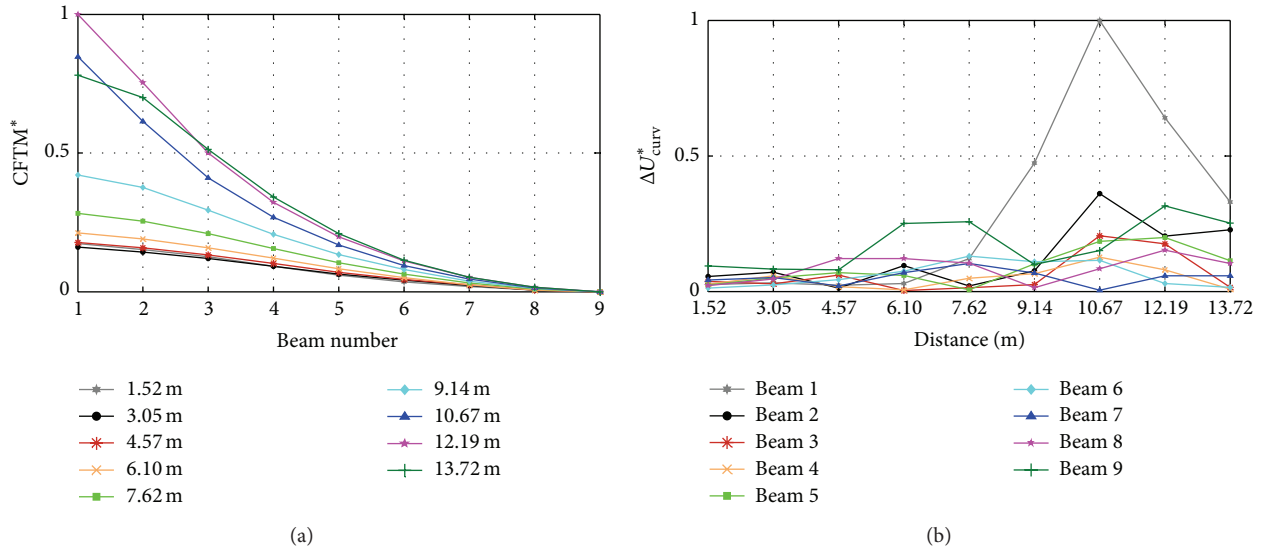 1
0.5
0
CFTM*
1 2 3 4 5 6 7 8 9
Beam number
1.52 m
3.05 m
4.57 m
6.10 m
7.62 m
9.14 m
10.67 m
12.19 m
13.72 m
(a)
1
0.5
0
ΔU*curv
1.52 3.05 4.57 6.10 7.62 9.14 10.67 12.19 13.72
Distance (m)
Beam 1
Beam 2
Beam 3
Beam 4
Beam 5
Beam 6
Beam 7
Beam 8
Beam 9
(b)